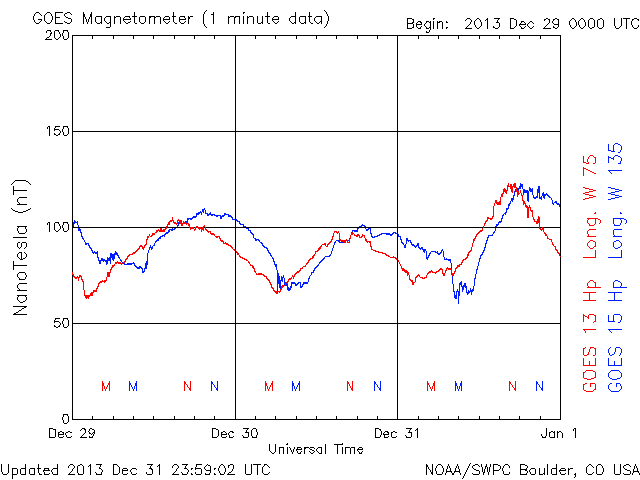 GOES Magnetometer (1 minute data)
Begin: 2013 Dec 29 0000 UTC
200
150
100
50
0
NanoTesla (nT)
M M N N M M N N M M N N
Dec 29 Dec 30 Dec 31 Jan 1
Universal Time
GOES 13 Hp Long. W 75
GOES 15 Hp Long. W 135
Updated 2013 Dec 31 23:59:02 UTC
NOAA/SWPC Boulder, CO USA